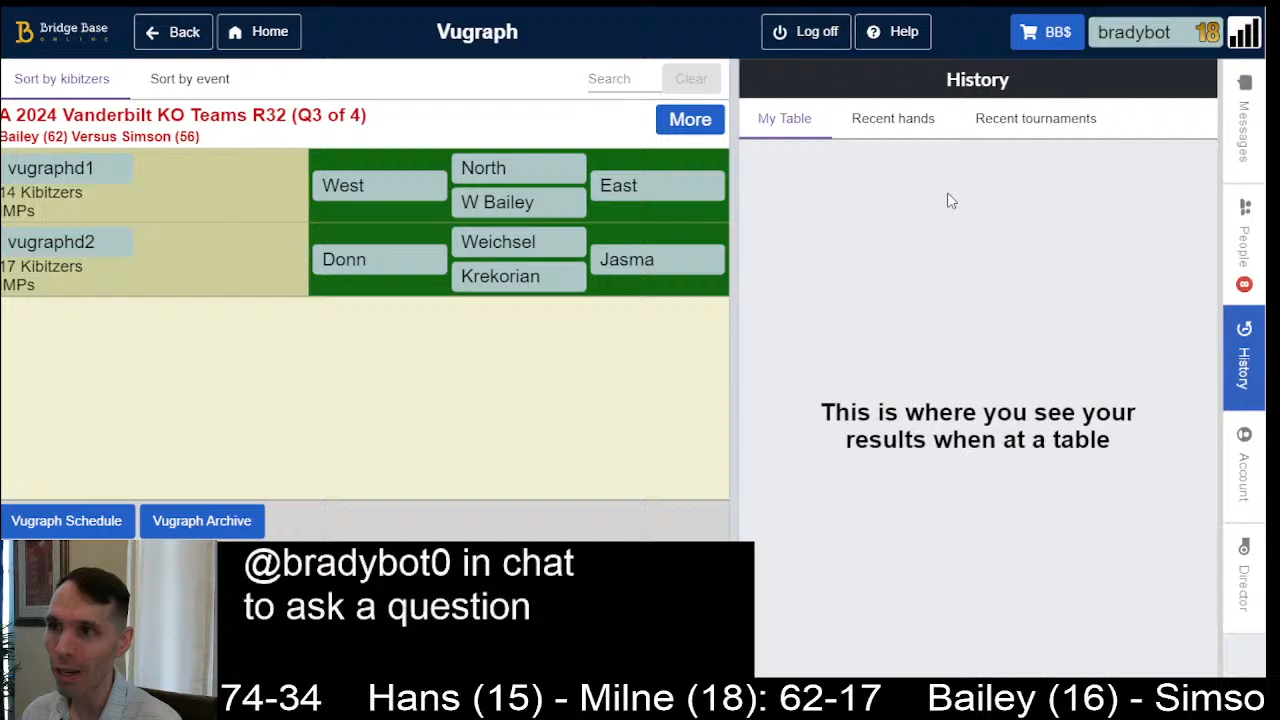 Bridge Base
ONLINE
Back
Home
Vugraph
Log off
Help
BB$
bradybot
18
Sort by kibitzers
Sort by event
Search
Clear
A 2024 Vanderbilt KO Teams R32 (Q3 of 4)
Bailey (62) Versus Simson (56)
More
vugraphd1
14 Kibitzers
MPs
West
North
W Bailey
East
vugraphd2
17 Kibitzers
MPs
Donn
Weichsel
Krekorian
Jasma
Vugraph Schedule
Vugraph Archive
History
My Table
Recent hands
Recent tournaments
This is where you see your
results when at a table
Messages
People
8
History
Account
Director
@bradybot0 in chat
to ask a question
74-34 Hans (15) - Milne (18): 62-17 Bailey (16) - Simso